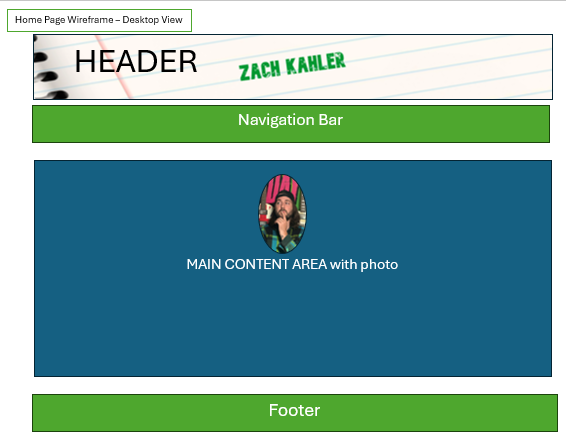 Home Page Wireframe – Desktop View
HEADER
ZACH KAHLER
Navigation Bar
MAIN CONTENT AREA with photo
Footer